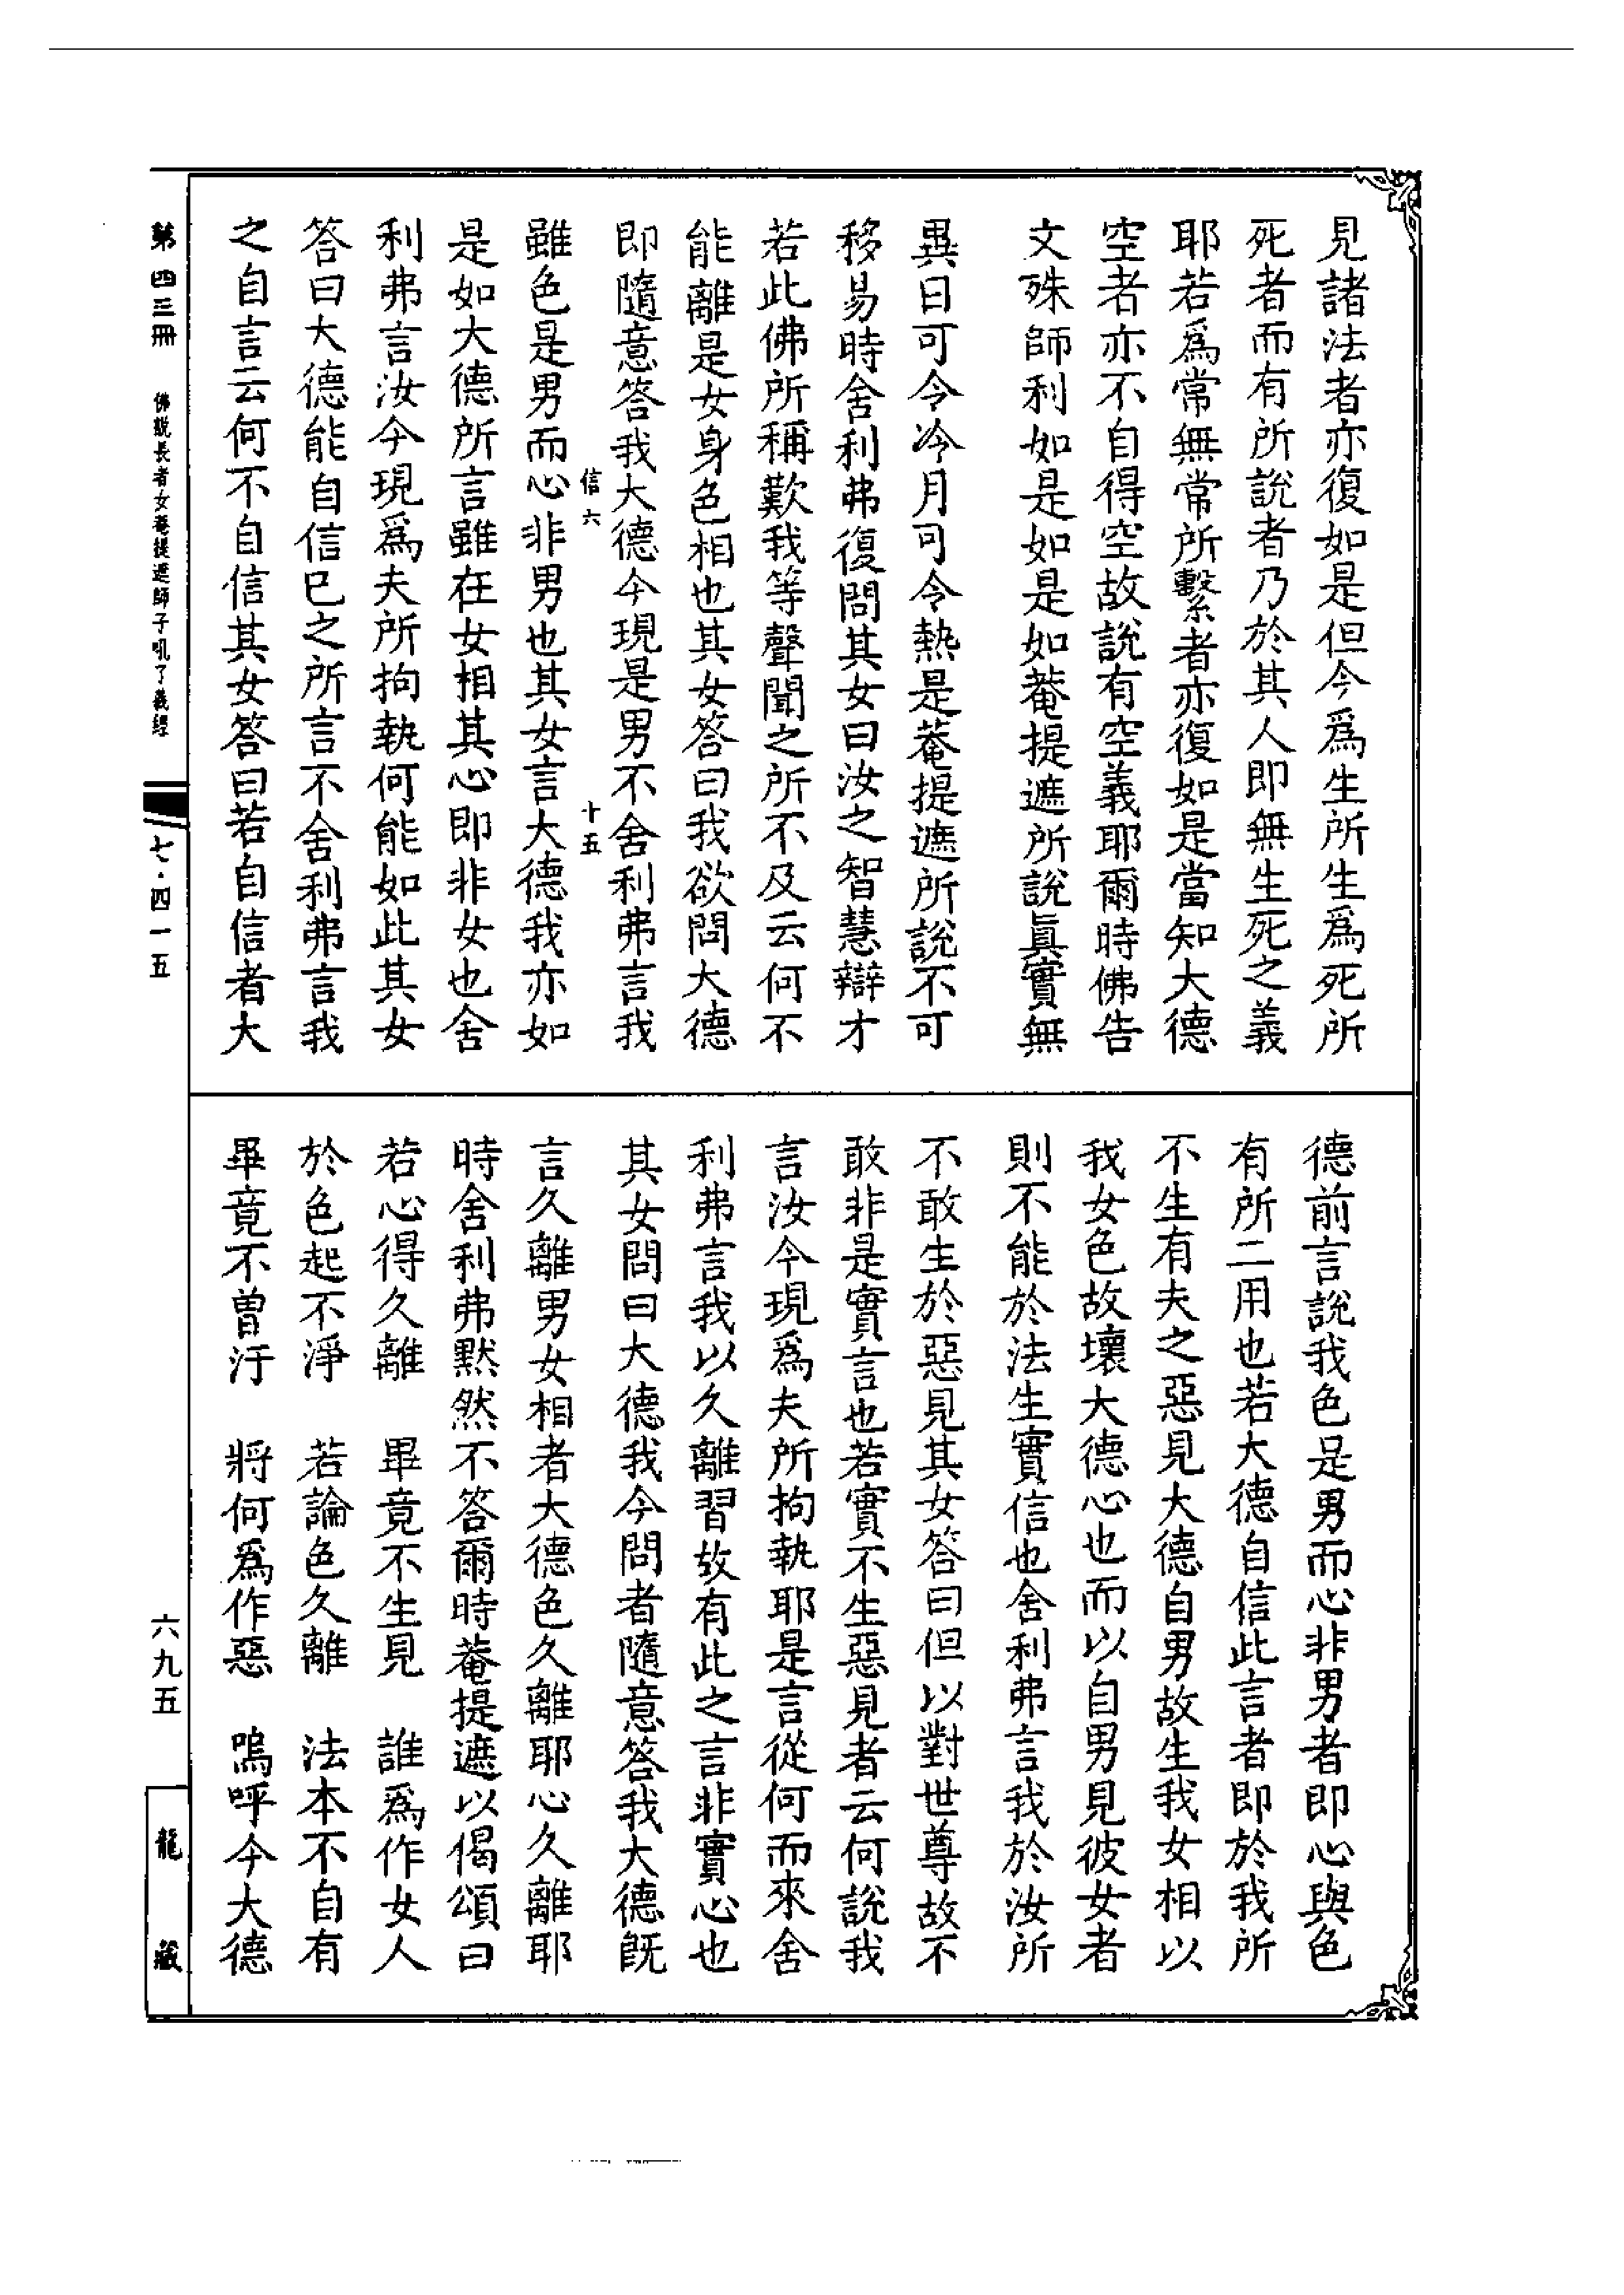 見諸法者亦復如是但今爲生所生爲死所
死者而有所說者乃於其人即無生死之義
耶若爲常無常所繫者亦復如是當知大德
空者亦不自得空故說有空義耶爾時佛告
文殊師利如是如是如菴提遮所說眞實無
異日可令冷月可令熱是菴提遮所說不可
移易時舍利弗復問其女曰汝之智慧辯才
若此佛所稱歎我等聲聞之所不及云何不
能離是女身色相也其女答曰我欲問大德
即隨意答我大德今現是男不舍利弗言我
信六 十五
雖色是男而心非男也其女言大德我亦如
是如大德所言雖在女相其心即非女也舍
利弗言汝今現爲夫所拘執何能如此其女
答曰大德能自信已之所言不舍利弗言我
之自言云何不自信其女答曰若自信者大
德前言說我色是男而心非男者即心與色
有所二用也若大德自信此言者即於我所
不生有夫之惡見大德自男故生我女相以
我女色故壞大德心也而以自男見彼女者
則不能於法生實信也舍利弗言我於汝所
不敢生於惡見其女答曰但以對世尊故不
敢非是實言也若實不生惡見者云何說我
言汝今現爲夫所拘執耶是言從何而來舍
利弗言我以久離習故有此之言非實心也
其女問曰大德我今問者隨意答我大德既
言久離男女相者大德色久離耶心久離耶
時舍利弗默然不答爾時菴提遮以偈頌曰
若心得久離 畢竟不生見 誰爲作女人
於色起不淨 若論色久離 法本不自有
畢竟不曾汙 將何爲作惡 嗚呼今大德
第四三冊 佛說長者女菴提遮師子吼了義經 七·四一五 六九五 龍藏